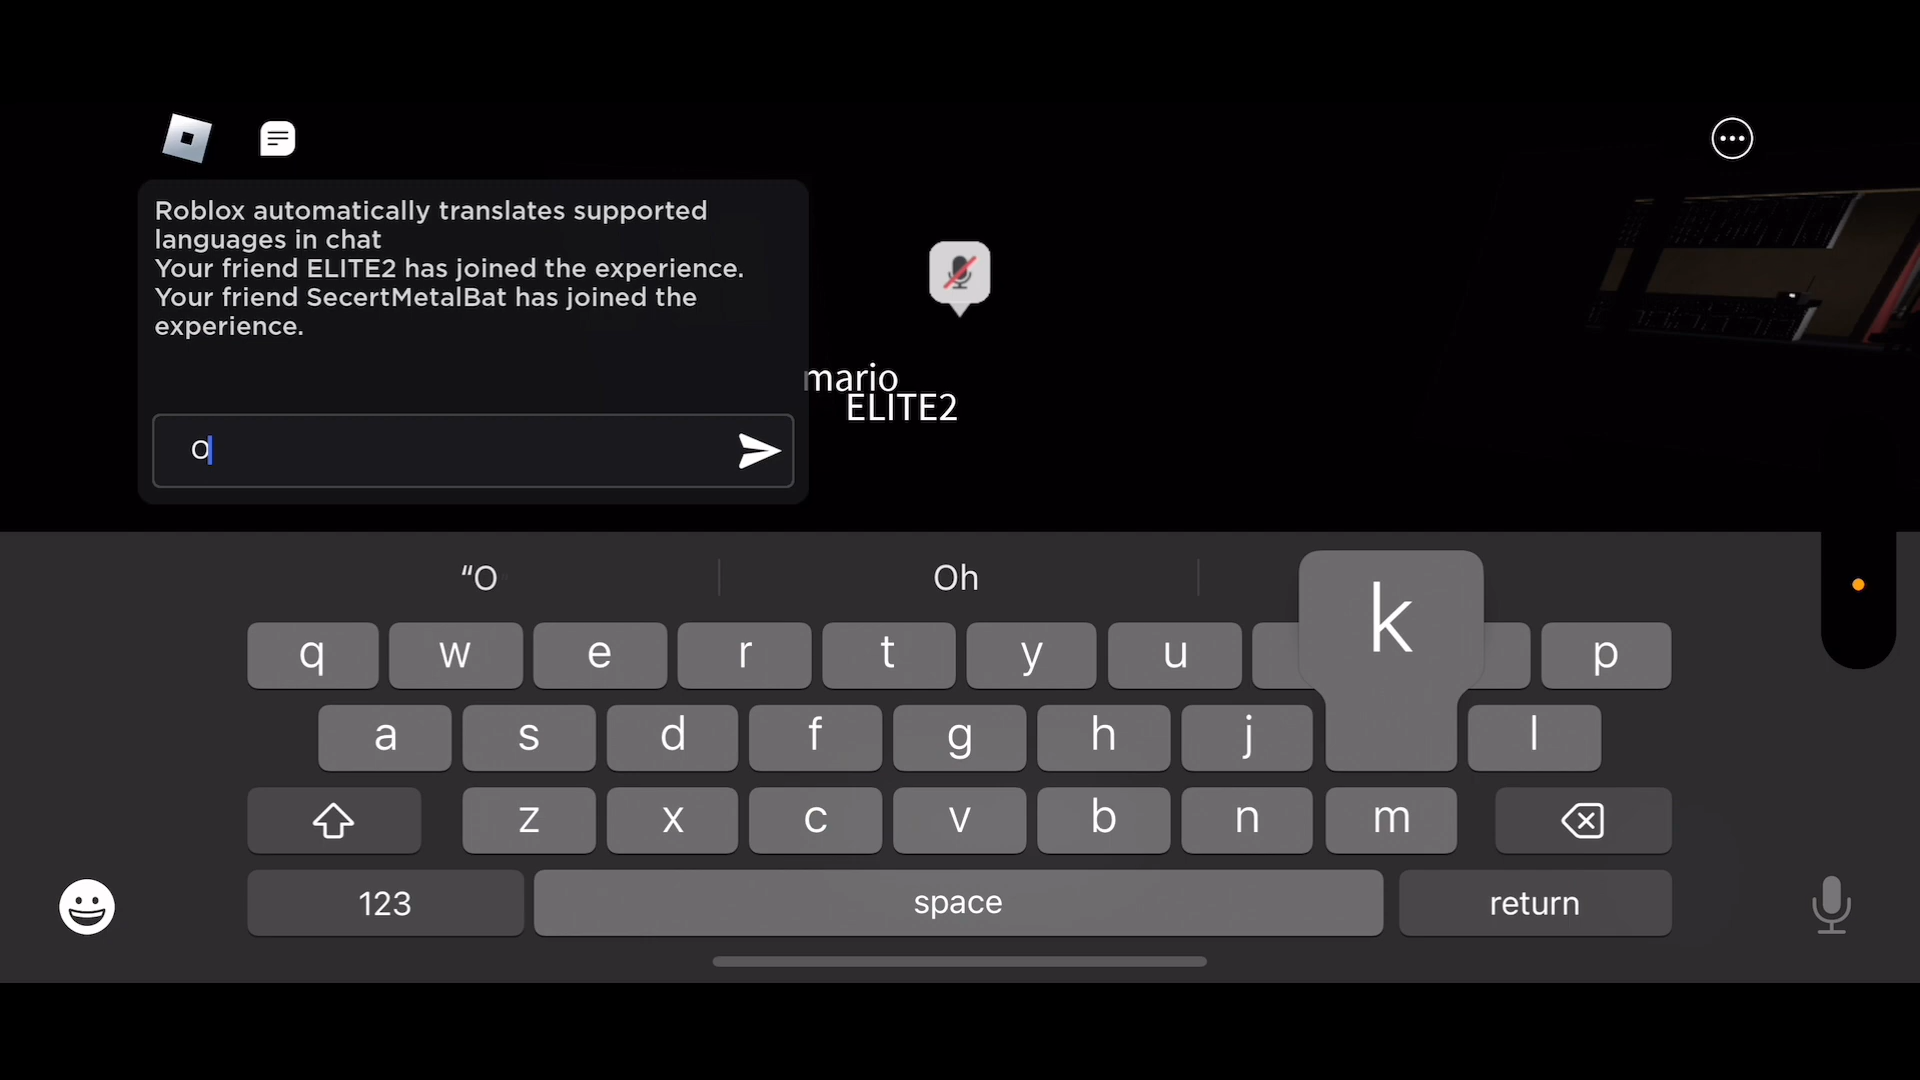 Roblox automatically translates supported
languages in chat
Your friend ELITE2 has joined the experience.
Your friend SecertMetalBat has joined the
experience.
mario
ELITE2
o
“O
Oh
k
q w e r t y u p
a s d f g h j l
z x c v b n m
123 space return